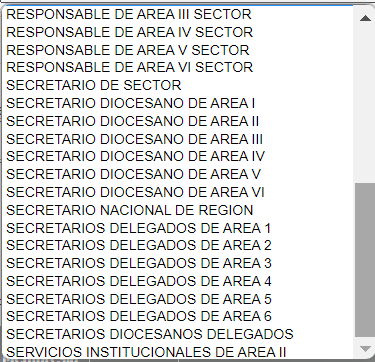 RESPONSABLE DE AREA III SECTOR
RESPONSABLE DE AREA IV SECTOR
RESPONSABLE DE AREA V SECTOR
RESPONSABLE DE AREA VI SECTOR
SECRETARIO DE SECTOR
SECRETARIO DIOCESANO DE AREA I
SECRETARIO DIOCESANO DE AREA II
SECRETARIO DIOCESANO DE AREA III
SECRETARIO DIOCESANO DE AREA IV
SECRETARIO DIOCESANO DE AREA V
SECRETARIO DIOCESANO DE AREA VI
SECRETARIO NACIONAL DE REGION
SECRETARIOS DELEGADOS DE AREA 1
SECRETARIOS DELEGADOS DE AREA 2
SECRETARIOS DELEGADOS DE AREA 3
SECRETARIOS DELEGADOS DE AREA 4
SECRETARIOS DELEGADOS DE AREA 5
SECRETARIOS DELEGADOS DE AREA 6
SECRETARIOS DIOCESANOS DELEGADOS
SERVICIOS INSTITUCIONALES DE AREA II